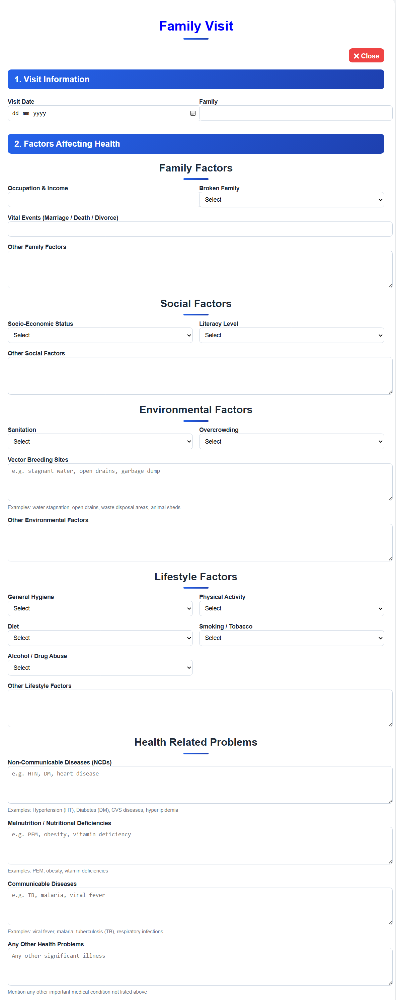 Family Visit
Close
1. Visit Information
Visit Date
Family
dd-mm-yyyy
2. Factors Affecting Health
Family Factors
Occupation & Income
Broken Family
Select
Vital Events (Marriage / Death / Divorce)
Other Family Factors
Social Factors
Socio-Economic Status
Literacy Level
Select
Select
Other Social Factors
Environmental Factors
Sanitation
Overcrowding
Select
Select
Vector Breeding Sites
e.g. stagnant water, open drains, garbage dump
Examples: water stagnation, open drains, waste disposal areas, animal sheds
Other Environmental Factors
Lifestyle Factors
General Hygiene
Physical Activity
Select
Select
Diet
Smoking / Tobacco
Select
Select
Alcohol / Drug Abuse
Select
Other Lifestyle Factors
Health Related Problems
Non-Communicable Diseases (NCDs)
e.g. HTN, DM, heart disease
Examples: Hypertension (HT), Diabetes (DM), CVS diseases, hyperlipidemia
Malnutrition / Nutritional Deficiencies
e.g. PEM, obesity, vitamin deficiency
Examples: PEM, obesity, vitamin deficiencies
Communicable Diseases
e.g. TB, malaria, viral fever
Examples: viral fever, malaria, tuberculosis (TB), respiratory infections
Any Other Health Problems
Any other significant illness
Mention any other important medical condition not listed above